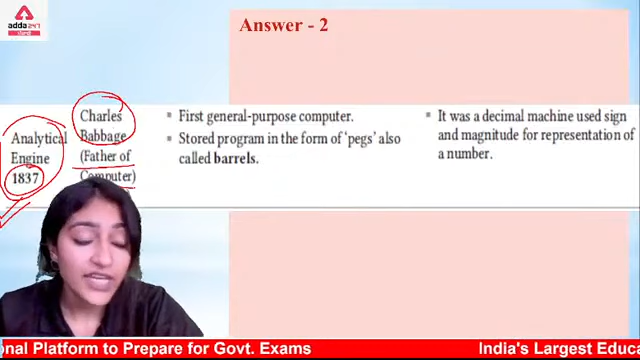 adda247
ਪੰਜਾਬੀ
Answer - 2
Analytical
Engine
1837
Charles
Babbage
(Father of
Computer)
▪ First general-purpose computer.
▪ Stored program in the form of ‘pegs’ also
called barrels.
▪ It was a decimal machine used sign
and magnitude for representation of
a number.
onal Platform to Prepare for Govt. Exams
India's Largest Educa